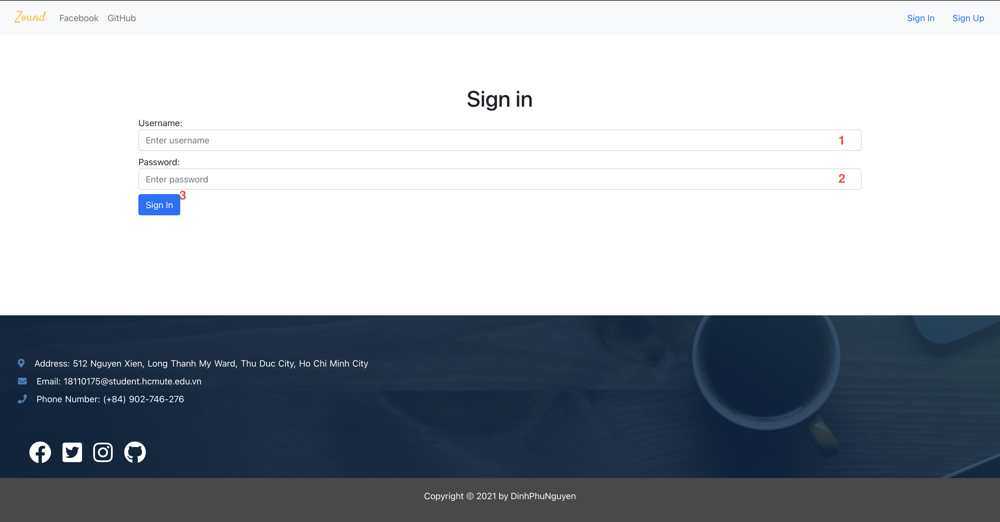 Zound Facebook GitHub Sign In Sign Up
Sign in
Username:
Enter username 1
Password:
Enter password 2
Sign In 3
Address: 512 Nguyen Xien, Long Thanh My Ward, Thu Duc City, Ho Chi Minh City
Email: 18110175@student.hcmute.edu.vn
Phone Number: (+84) 902-746-276
Copyright © 2021 by DinhPhuNguyen